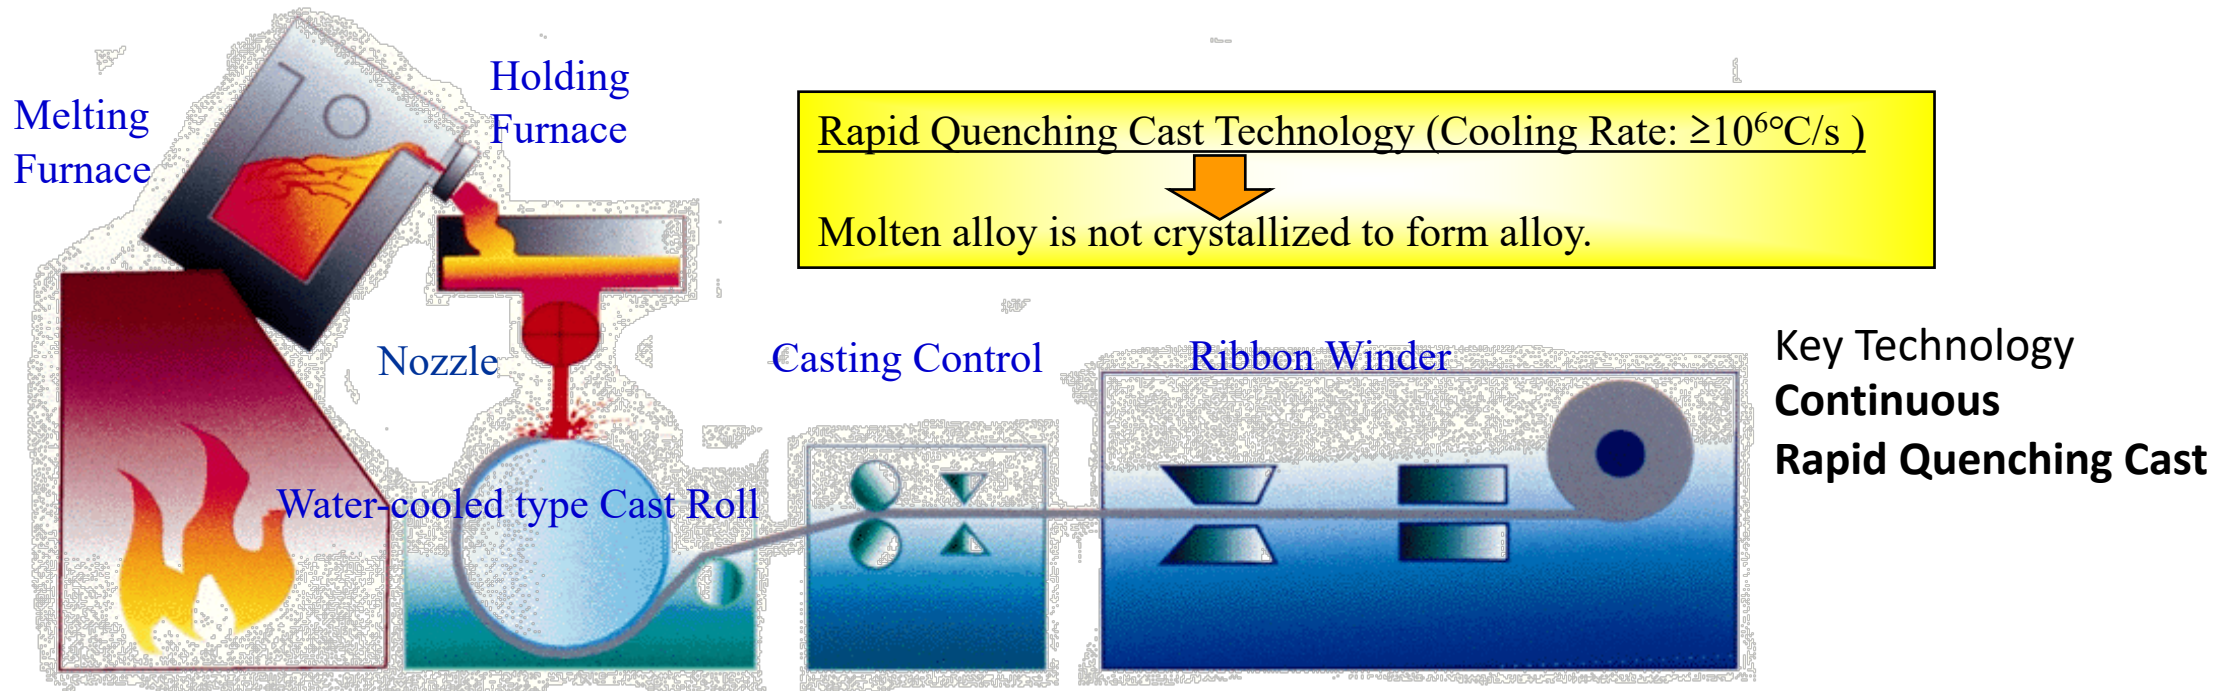 Melting
Furnace
Holding
Furnace
Rapid Quenching Cast Technology (Cooling Rate: ≥10⁶°C/s )
Molten alloy is not crystallized to form alloy.
Nozzle
Casting Control
Ribbon Winder
Key Technology
Continuous
Rapid Quenching Cast
Water-cooled type Cast Roll